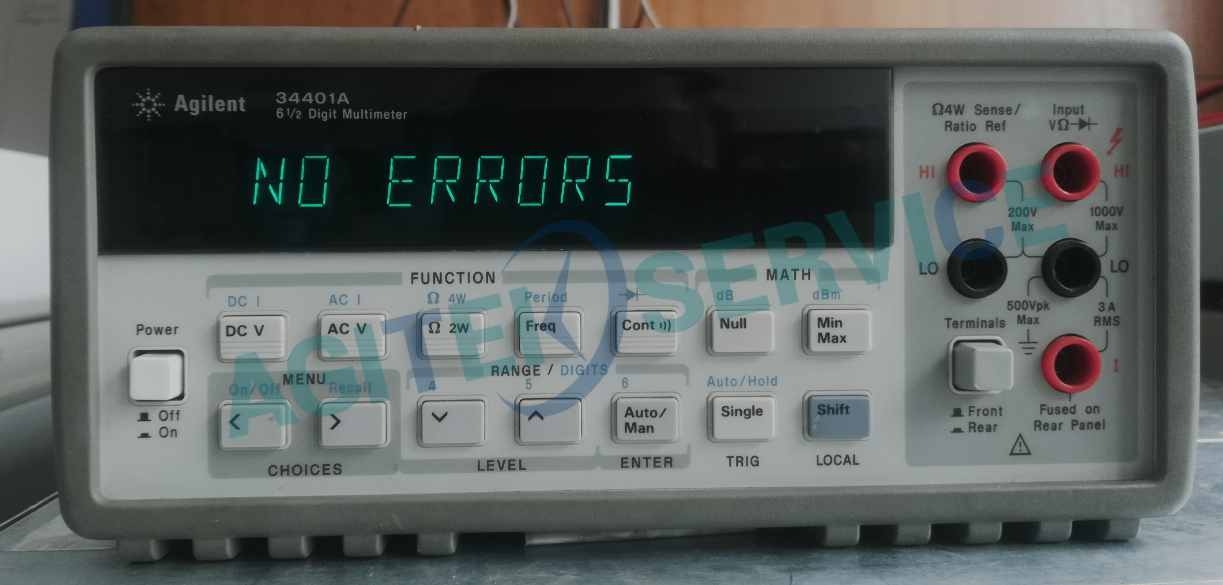 Agilent
34401A
6½ Digit Multimeter
NO ERRORS
Ω4W Sense/
Ratio Ref
Input
VΩ
HI
HI
200V
Max
1000V
Max
LO
LO
500Vpk
Max
3A
RMS
Terminals
I
Front
Rear
Fused on
Rear Panel
Power
Off
On
FUNCTION
MATH
DC I
AC I
Ω 4W
Period
dB
dBm
DC V
AC V
Ω 2W
Freq
Cont
Null
Min
Max
MENU
RANGE / DIGITS
On/Off
Recall
4
5
6
Auto/Hold
<
>
Auto/
Man
Single
Shift
CHOICES
LEVEL
ENTER
TRIG
LOCAL
AGITEKSERVICE